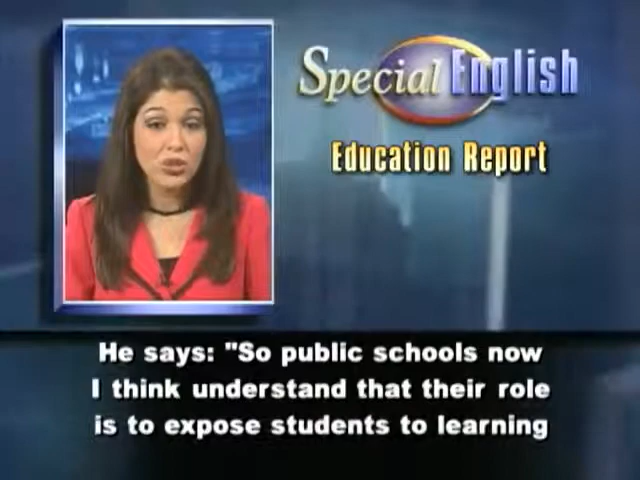 Special English
Education Report
He says: "So public schools now
I think understand that their role
is to expose students to learning